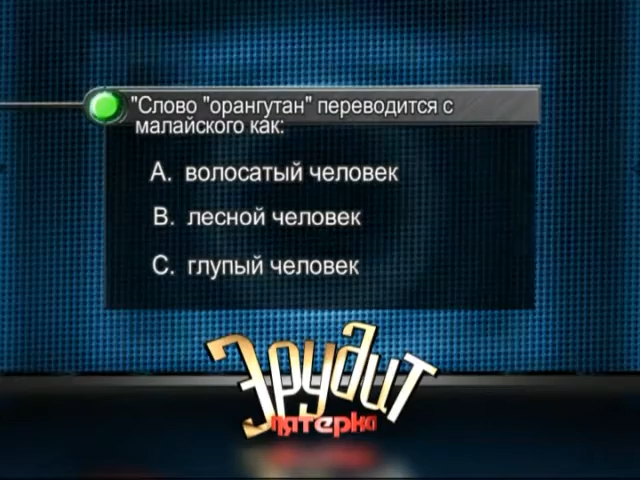 "Слово "орангутан" переводится с
малайского как:
A. волосатый человек
B. лесной человек
C. глупый человек
Эрудит
пятерка